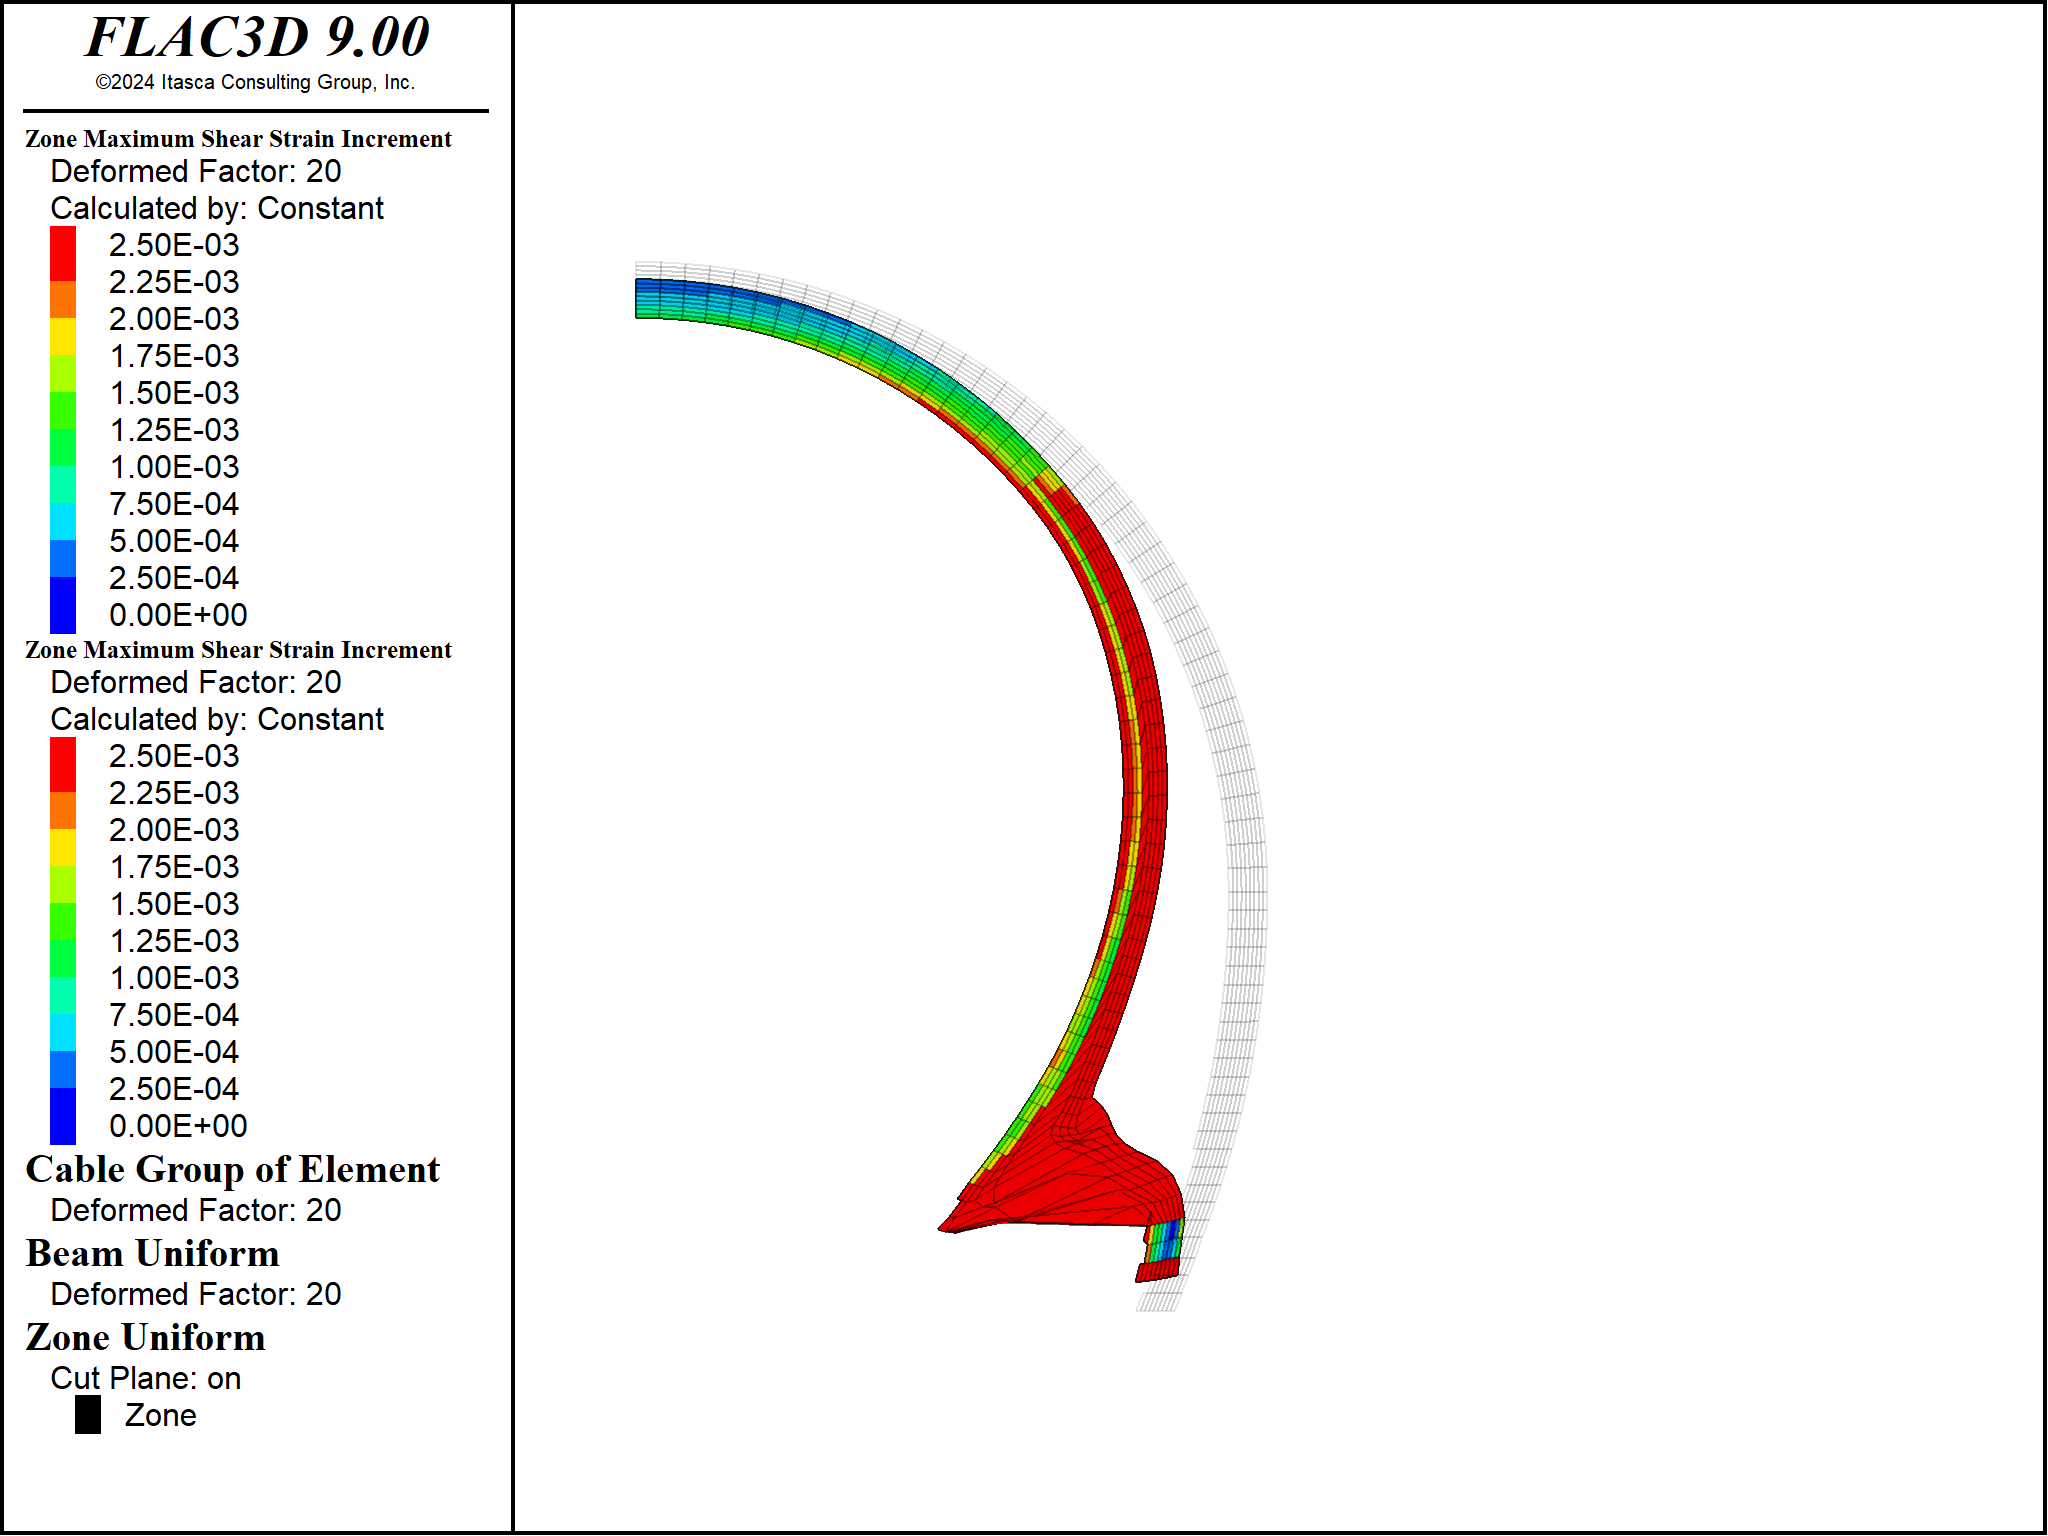 FLAC3D 9.00
©2024 Itasca Consulting Group, Inc.
Zone Maximum Shear Strain Increment
Deformed Factor: 20
Calculated by: Constant
2.50E-03
2.25E-03
2.00E-03
1.75E-03
1.50E-03
1.25E-03
1.00E-03
7.50E-04
5.00E-04
2.50E-04
0.00E+00
Zone Maximum Shear Strain Increment
Deformed Factor: 20
Calculated by: Constant
2.50E-03
2.25E-03
2.00E-03
1.75E-03
1.50E-03
1.25E-03
1.00E-03
7.50E-04
5.00E-04
2.50E-04
0.00E+00
Cable Group of Element
Deformed Factor: 20
Beam Uniform
Deformed Factor: 20
Zone Uniform
Cut Plane: on
Zone